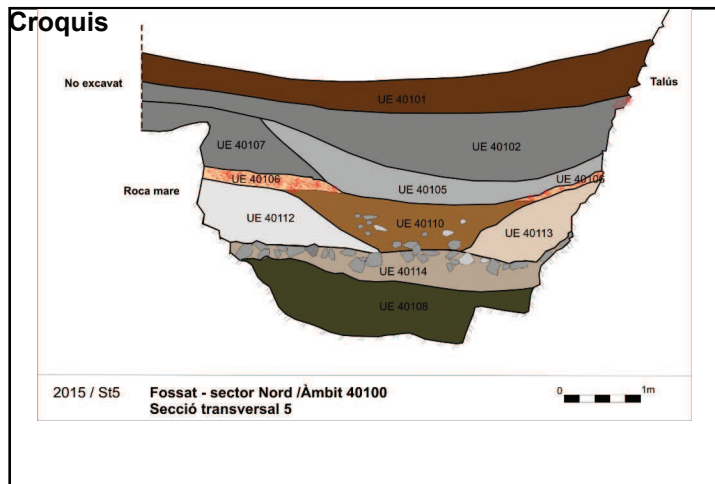 Croquis
No excavat
Talús
UE 40101
UE 40102
UE 40107
UE 40106
UE 40106
UE 40105
Roca mare
UE 40112
UE 40110
UE 40113
UE 40114
UE 40108
2015 / St5
Fossat - sector Nord /Àmbit 40100
Secció transversal 5
0
1m